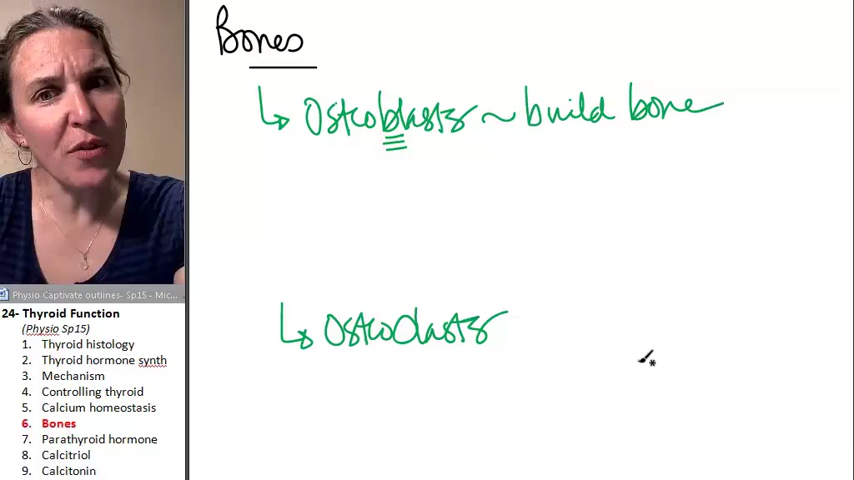 Bones
↳ Osteoblasts ~ build bone
↳ Osteoclasts
Physio Captivate outlines- Sp15 - Mic...
24- Thyroid Function
(Physio Sp15)
1. Thyroid histology
2. Thyroid hormone synth
3. Mechanism
4. Controlling thyroid
5. Calcium homeostasis
6. Bones
7. Parathyroid hormone
8. Calcitriol
9. Calcitonin